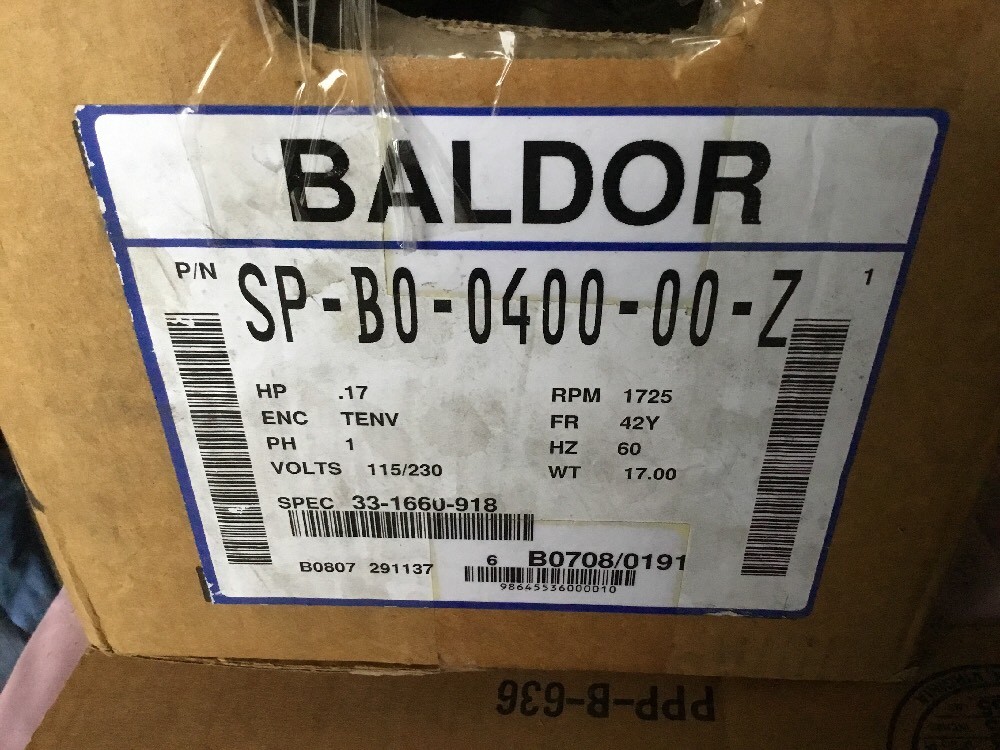 BALDOR
P/N SP-B0-0400-00-Z 1
HP .17 RPM 1725
ENC TENV FR 42Y
PH 1 HZ 60
VOLTS 115/230 WT 17.00
SPEC 33-1660-918
B0807 291137
6 B0708/0191
98645536000010
PPP-B-636